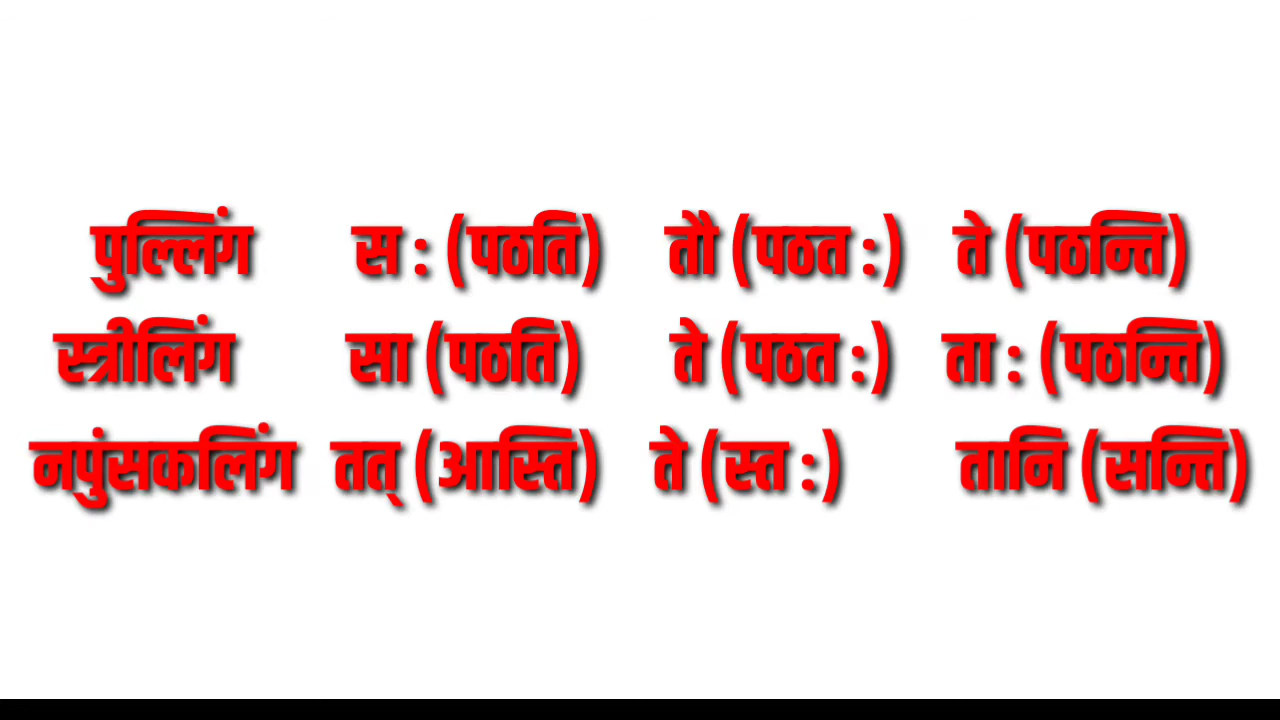 पुल्लिंग स : (पठति) तौ (पठत :) ते (पठन्ति)
स्त्रीलिंग सा (पठति) ते (पठत :) ता : (पठन्ति)
नपुंसकलिंग तत् (आस्ति) ते (स्त :) तानि (सन्ति)